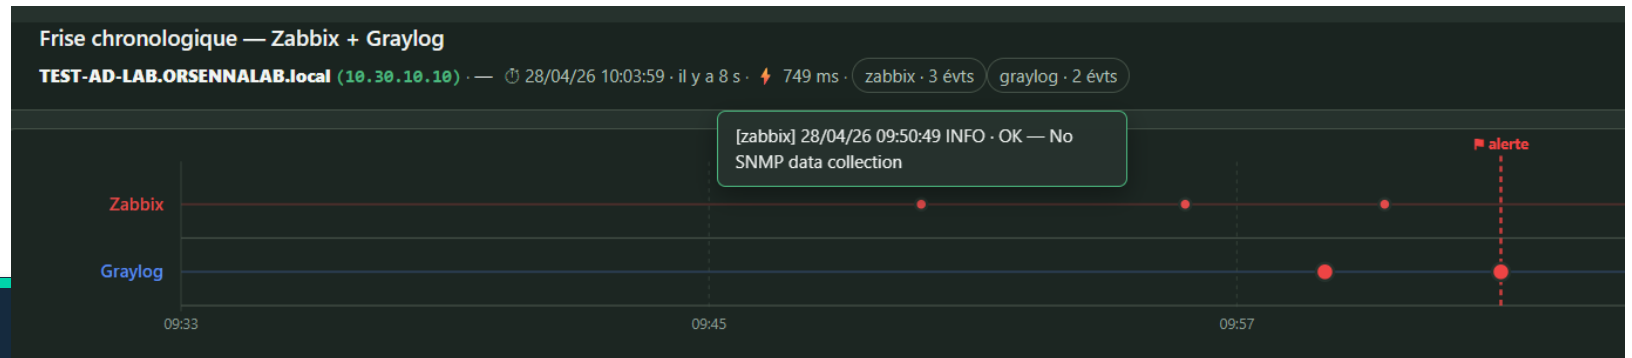 Frise chronologique — Zabbix + Graylog
TEST-AD-LAB.ORSENNALAB.local (10.30.10.10) · — ⏱ 28/04/26 10:03:59 · il y a 8 s · ⚡ 749 ms · zabbix · 3 évts graylog · 2 évts
[zabbix] 28/04/26 09:50:49 INFO · OK — No
SNMP data collection
⚑ alerte
Zabbix
Graylog
09:33 09:45 09:57